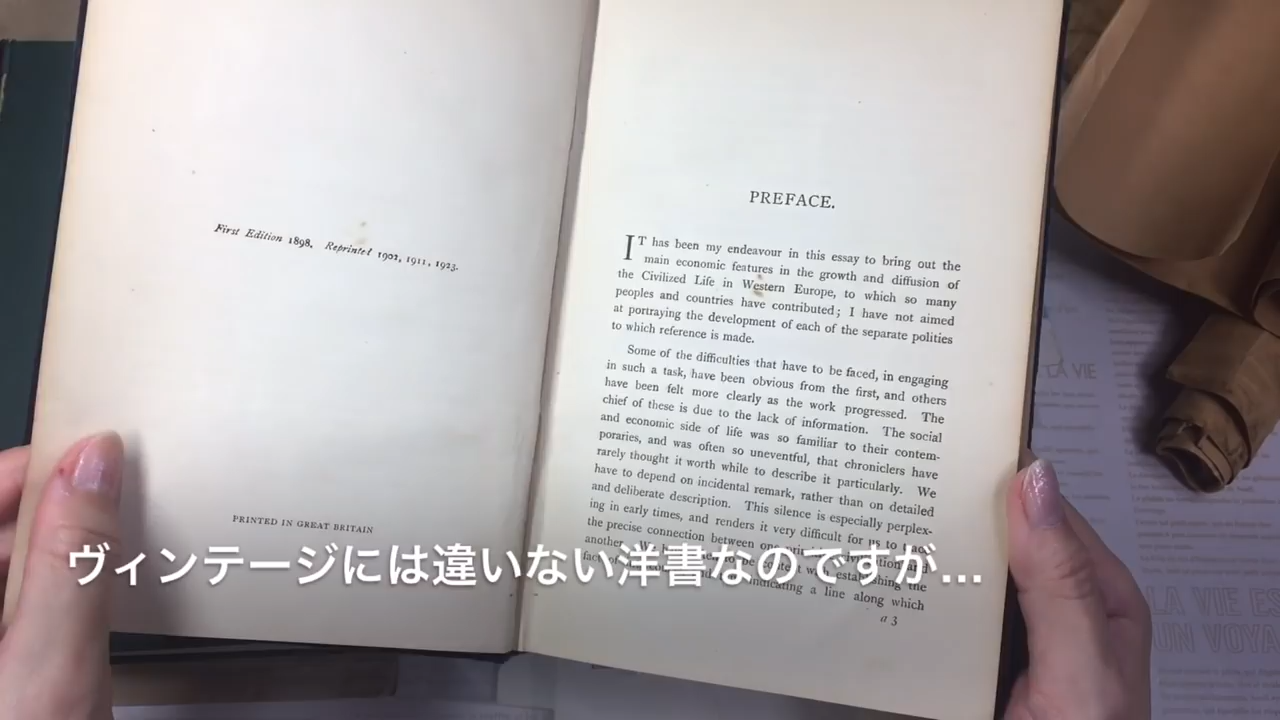 First Edition 1898. Reprinted 1902, 1911, 1923.
PRINTED IN GREAT BRITAIN
PREFACE.
IT has been my endeavour in this essay to bring out the
main economic features in the growth and diffusion of
the Civilized Life in Western Europe, to which so many
peoples and countries have contributed; I have not aimed
at portraying the development of each of the separate polities
to which reference is made.
Some of the difficulties that have to be faced, in engaging
in such a task, have been obvious from the first, and others
have been felt more clearly as the work progressed. The
chief of these is due to the lack of information. The social
and economic side of life was so familiar to their contem-
poraries, and was often so uneventful, that chroniclers have
rarely thought it worth while to describe it particularly. We
have to depend on incidental remark, rather than on detailed
and deliberate description. This silence is especially perplex-
ing in early times, and renders it very difficult for us to
the precise connection between and
another. establishing the
indicating a line along which
a 3
ヴィンテージには違いない洋書なのですが...
LA VIE
LA VIE ES
UN VOYA